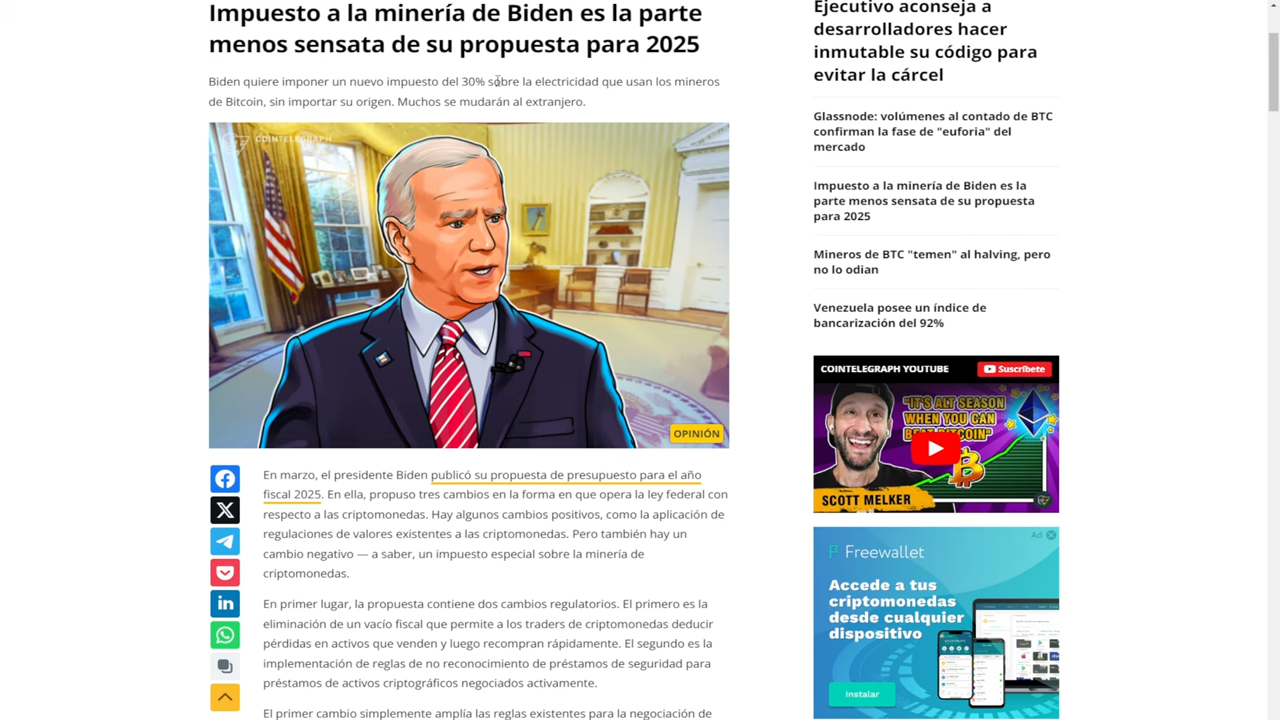 Impuesto a la minería de Biden es la parte
menos sensata de su propuesta para 2025
Biden quiere imponer un nuevo impuesto del 30% sobre la electricidad que usan los mineros
de Bitcoin, sin importar su origen. Muchos se mudarán al extranjero.
COINTELEGRAPH
OPINIÓN
En marzo, el presidente Biden publicó su propuesta de presupuesto para el año
fiscal 2025. En ella, propuso tres cambios en la forma en que opera la ley federal con
respecto a las criptomonedas. Hay algunos cambios positivos, como la aplicación de
regulaciones de valores existentes a las criptomonedas. Pero también hay un
cambio negativo — a saber, un impuesto especial sobre la minería de
criptomonedas.
En primer lugar, la propuesta contiene dos cambios regulatorios. El primero es la
eliminación de un vacío fiscal que permite a los traders de criptomonedas deducir
pérdidas en activos que venden y luego recompran rápidamente. El segundo es la
implementación de reglas de no reconocimiento de préstamos de seguridad para
préstamos de activos criptográficos negociados activamente.
El primer cambio simplemente amplía las reglas existentes para la negociación de
Ejecutivo aconseja a
desarrolladores hacer
inmutable su código para
evitar la cárcel
Glassnode: volúmenes al contado de BTC
confirman la fase de "euforia" del
mercado
Impuesto a la minería de Biden es la
parte menos sensata de su propuesta
para 2025
Mineros de BTC "temen" al halving, pero
no lo odian
Venezuela posee un índice de
bancarización del 92%
COINTELEGRAPH YOUTUBE
Suscríbete
"IT'S ALT SEASON
WHEN YOU CAN
BEAT BITCOIN"
SCOTT MELKER
Ad
Freewallet
Accede a tus
criptomonedas
desde cualquier
dispositivo
Instalar